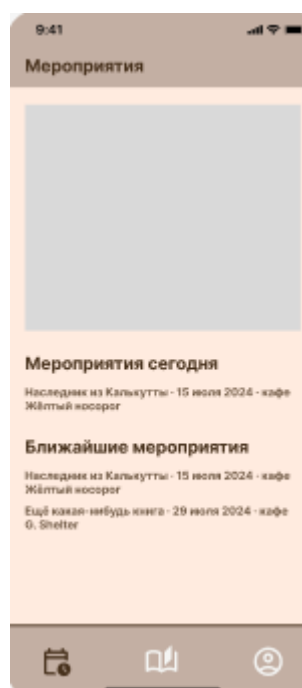 9:41
Мероприятия
Мероприятия сегодня
Наследник из Калькутты - 15 июля 2024 - кафе
Жёлтый носорог
Ближайшие мероприятия
Наследник из Калькутты - 15 июля 2024 - кафе
Жёлтый носорог
Ещё какая-нибудь книга - 29 июля 2024 - кафе
G. Shelter